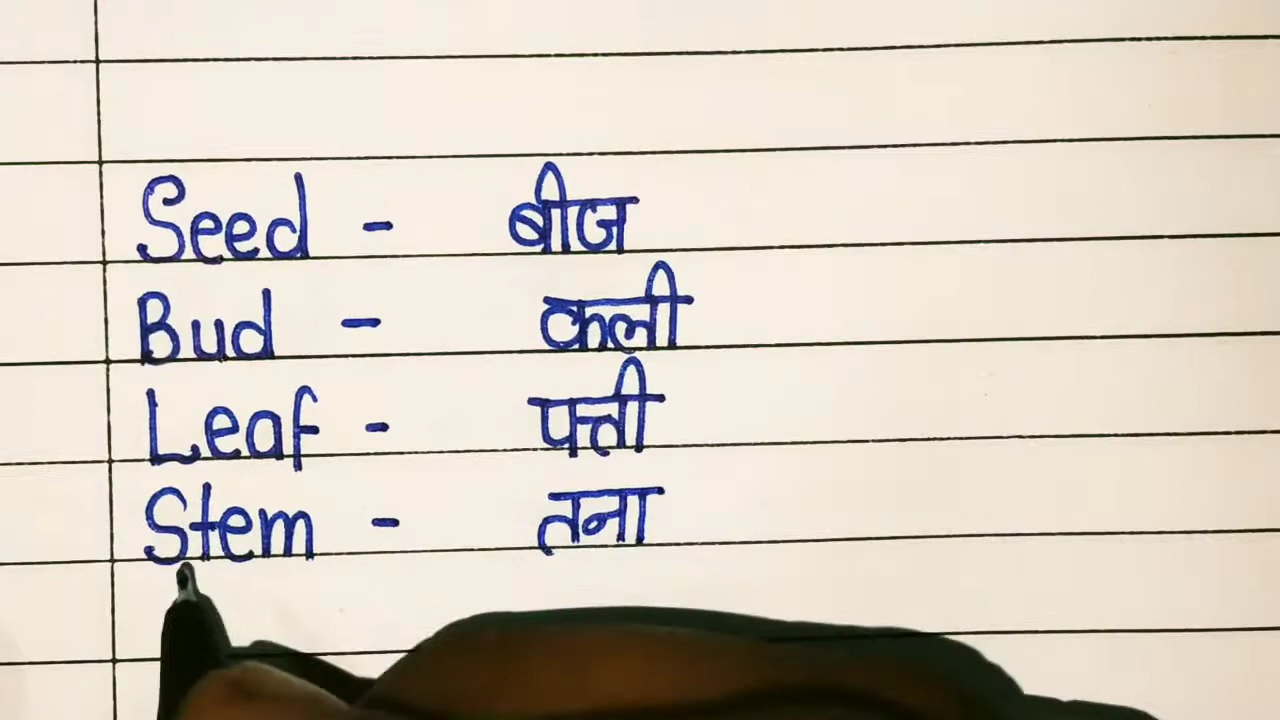 Seed - बीज
Bud - कली
Leaf - पत्ती
Stem - तना